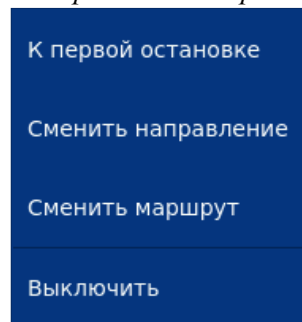 К первой остановке
Сменить направление
Сменить маршрут
Выключить